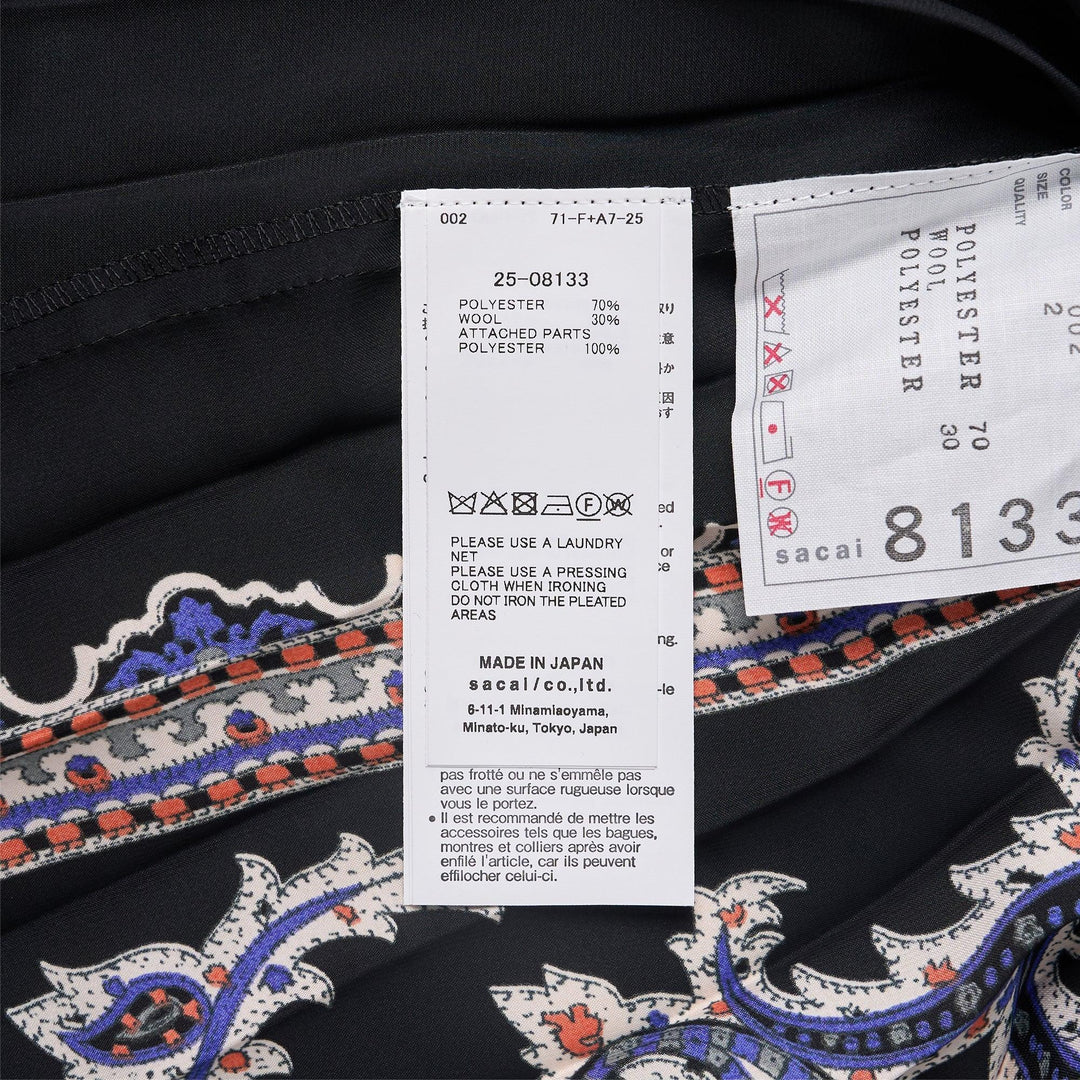 002 71-F+A7-25
25-08133
POLYESTER 70%
WOOL 30%
ATTACHED PARTS
POLYESTER 100%
PLEASE USE A LAUNDRY
NET
PLEASE USE A PRESSING
CLOTH WHEN IRONING
DO NOT IRON THE PLEATED
AREAS
MADE IN JAPAN
sacai/co.,ltd.
6-11-1 Minamiaoyama,
Minato-ku, Tokyo, Japan
pas frotté ou ne s'emmêle pas
avec une surface rugueuse lorsque
vous le portez.
• Il est recommandé de mettre les
accessoires tels que les bagues,
montres et colliers après avoir
enfilé l'article, car ils peuvent
effilocher celui-ci.
COLOR 002
SIZE 2
QUALITY
POLYESTER 70
WOOL 30
POLYESTER
sacai 8133